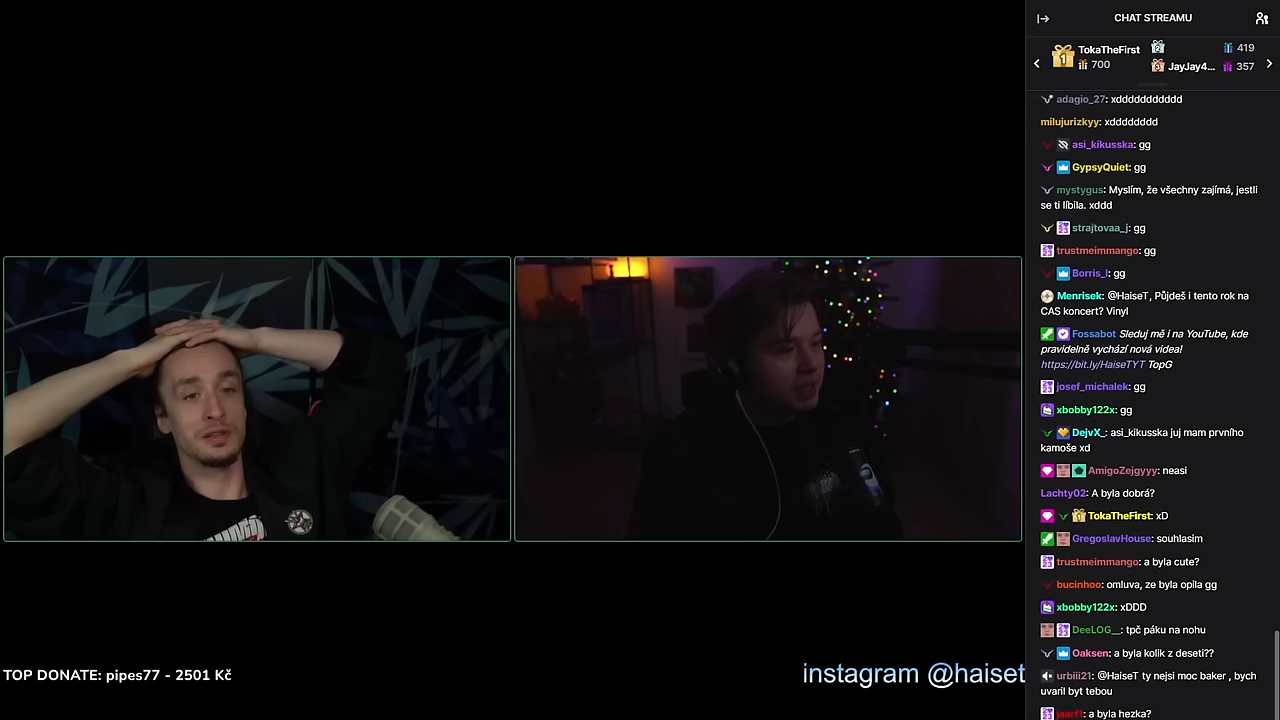 CHAT STREAMU
TokaTheFirst
700
419
JayJay4...
357
adagio_27: xddddddddddd
milujurizkyy: xdddddddd
asi_kikusska: gg
GypsyQuiet: gg
mystygus: Myslím, že všechny zajímá, jestli
se ti líbila. xddd
strajtovaa_j: gg
trustmeimmango: gg
Borris_I: gg
Menrisek: @HaiseT, Půjdeš i tento rok na
CAS koncert? Vinyl
Fossabot Sleduj mě i na YouTube, kde
pravidelně vychází nová videa!
https://bit.ly/HaiseTYT TopG
josef_michalek: gg
xbobby122x: gg
DejvX_: asi_kikusska juj mam prvního
kamoše xd
AmigoZejgyyy: neasi
Lachty02: A byla dobrá?
TokaTheFirst: xD
GregoslavHouse: souhlasim
trustmeimmango: a byla cute?
bucinhoo: omluva, ze byla opila gg
xbobby122x: xDDD
DeeLOG__: tpč páku na nohu
Oaksen: a byla kolik z deseti??
urbiii21: @HaiseT ty nejsi moc baker , bych
uvaril byt tebou
: a byla hezka?
TOP DONATE: pipes77 - 2501 Kč
instagram @haiset